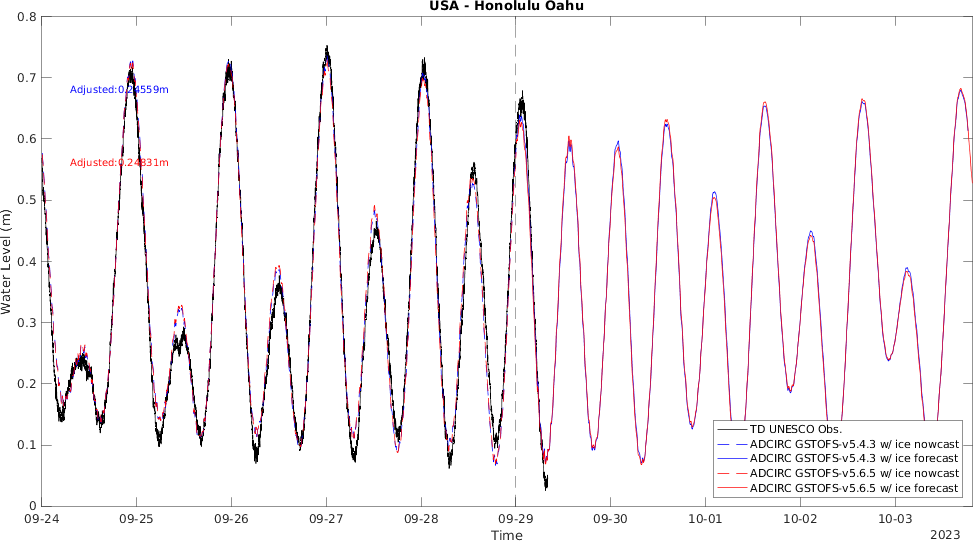 USA - Honolulu Oahu
0.8
0.7
Adjusted:0.24559m
0.6
Adjusted:0.24831m
0.5
0.4
0.3
0.2
0.1
0
Water Level (m)
TD UNESCO Obs.
ADCIRC GSTOFS-v5.4.3 w/ ice nowcast
ADCIRC GSTOFS-v5.4.3 w/ ice forecast
ADCIRC GSTOFS-v5.6.5 w/ ice nowcast
ADCIRC GSTOFS-v5.6.5 w/ ice forecast
09-24 09-25 09-26 09-27 09-28 09-29 09-30 10-01 10-02 10-03
Time
2023